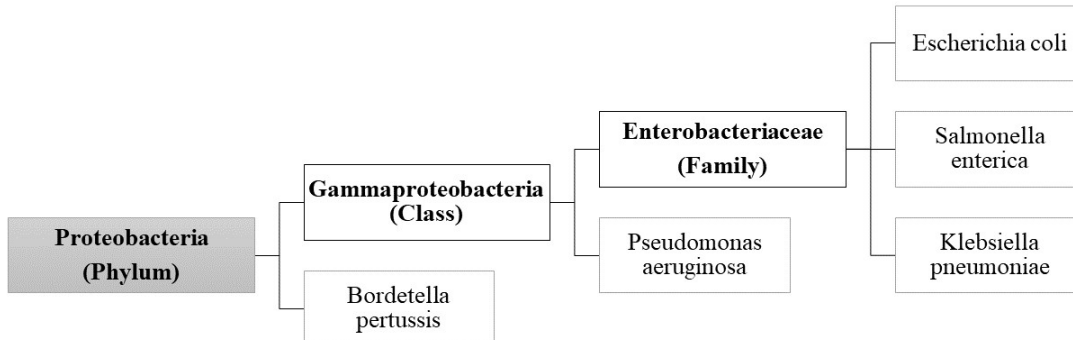 Proteobacteria
(Phylum)
Gammaproteobacteria
(Class)
Bordetella
pertussis
Enterobacteriaceae
(Family)
Pseudomonas
aeruginosa
Escherichia coli
Salmonella
enterica
Klebsiella
pneumoniae